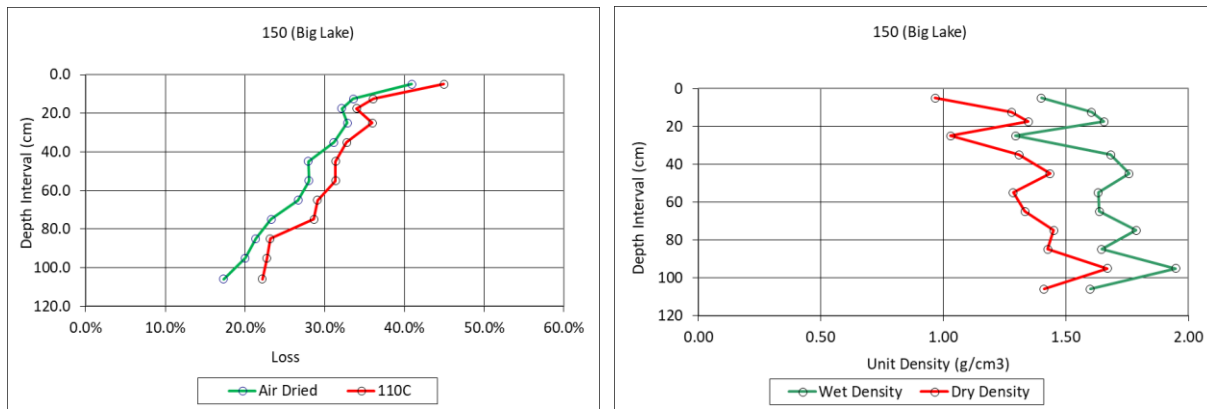 150 (Big Lake)
Depth Interval (cm)
0.0
20.0
40.0
60.0
80.0
100.0
120.0
0.0% 10.0% 20.0% 30.0% 40.0% 50.0% 60.0%
Loss
Air Dried 110C
150 (Big Lake)
Depth Interval (cm)
0
20
40
60
80
100
120
0.00 0.50 1.00 1.50 2.00
Unit Density (g/cm3)
Wet Density Dry Density